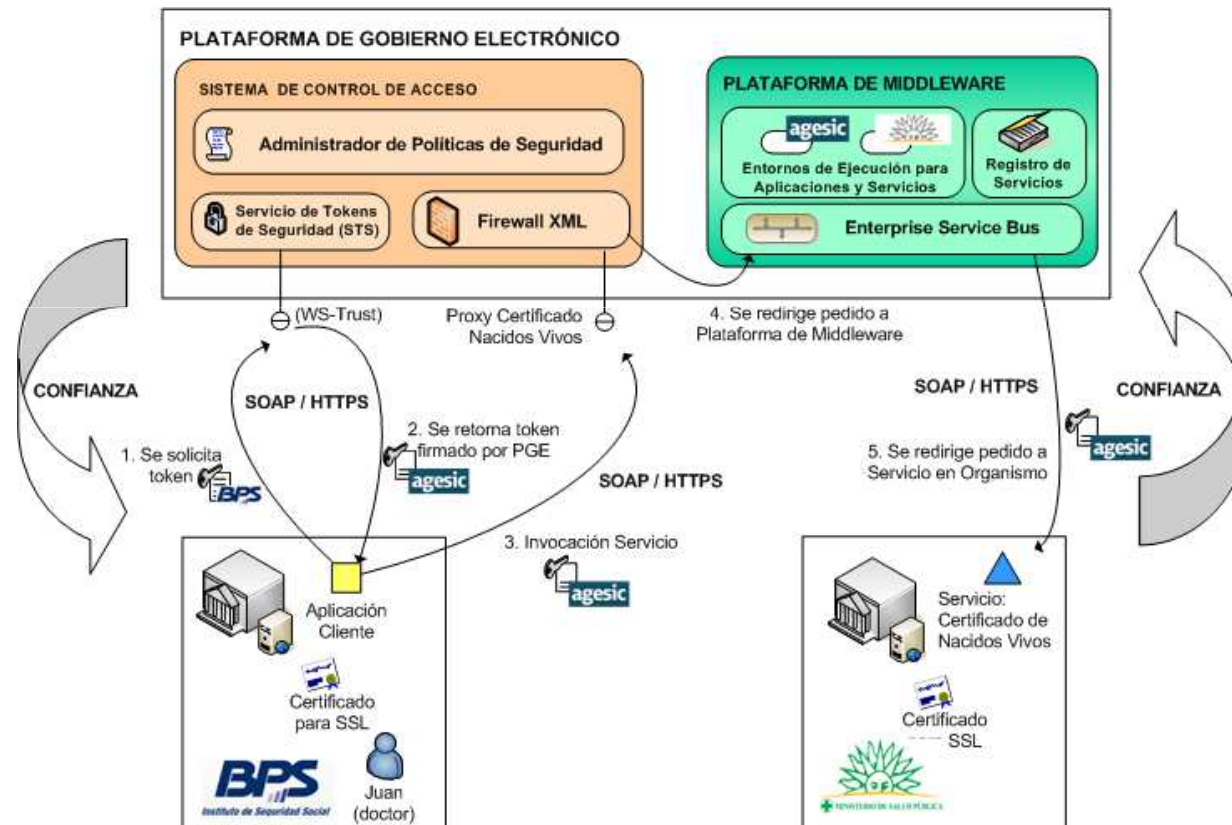 PLATAFORMA DE GOBIERNO ELECTRÓNICO
SISTEMA DE CONTROL DE ACCESO
Administrador de Políticas de Seguridad
Servicio de Tokens
de Seguridad (STS)
Firewall XML
PLATAFORMA DE MIDDLEWARE
agesic
Entornos de Ejecución para
Aplicaciones y Servicios
Registro de
Servicios
Enterprise Service Bus
(WS-Trust)
Proxy Certificado
Nacidos Vivos
4. Se redirige pedido a
Plataforma de Middleware
CONFIANZA
SOAP / HTTPS
SOAP / HTTPS
CONFIANZA
1. Se solicita
token
BPS
2. Se retorna token
firmado por PGE
agesic
SOAP / HTTPS
agesic
5. Se redirige pedido a
Servicio en Organismo
3. Invocación Servicio
agesic
Aplicación
Cliente
Certificado
para SSL
BPS
Instituto de Seguridad Social
Juan
(doctor)
Servicio:
Certificado de
Nacidos Vivos
Certificado
SSL
MINISTERIO DE SALUD PÚBLICA